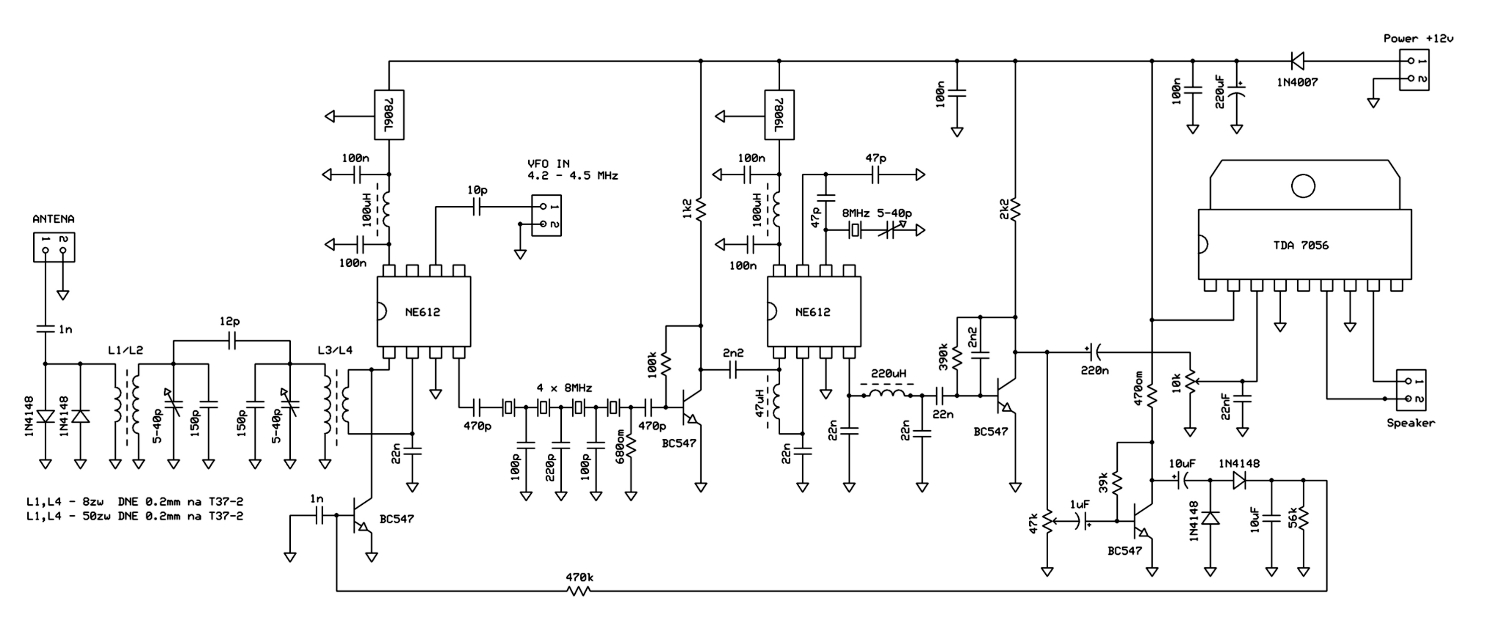 Power +12v
1
2
1N4007
100n
220uF
+
100n
7806L
7806L
100n
100uH
100n
VFO IN
4.2 - 4.5 MHz
10p
1
2
1k2
100n
100uH
100n
47p
47p
8MHz 5-40p
2k2
TDA 7056
ANTENA
1
2
1n
NE612
NE612
12p
L1/L2
L3/L4
1N4148
1N4148
5-40p
150p
150p
5-40p
22n
4 x 8MHz
470p
100p
220p
100p
680om
470p
100k
BC547
2n2
47uH
22n
22n
220uH
22n
22n
390k
2n2
BC547
+
220n
470om
10k
22nF
1
2
Speaker
L1,L4 - 8zw DNE 0.2mm na T37-2
L1,L4 - 50zw DNE 0.2mm na T37-2
1n
BC547
470k
47k
1uF
+
39k
BC547
10uF
+
1N4148
1N4148
10uF
56k